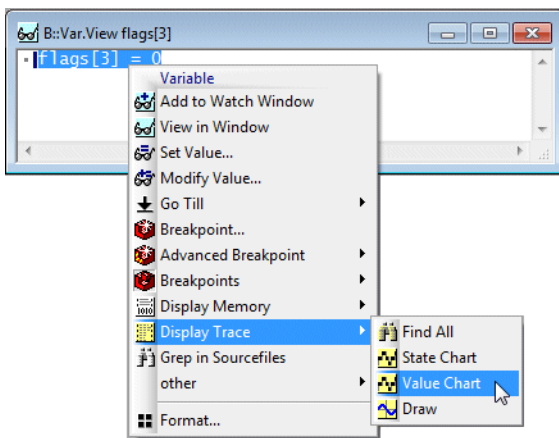 B::Var.View flags[3]
flags[3] = 0
Variable
Add to Watch Window
View in Window
Set Value...
Modify Value...
Go Till
Breakpoint...
Advanced Breakpoint
Breakpoints
Display Memory
Display Trace
Grep in Sourcefiles
other
Format...
Find All
State Chart
Value Chart
Draw